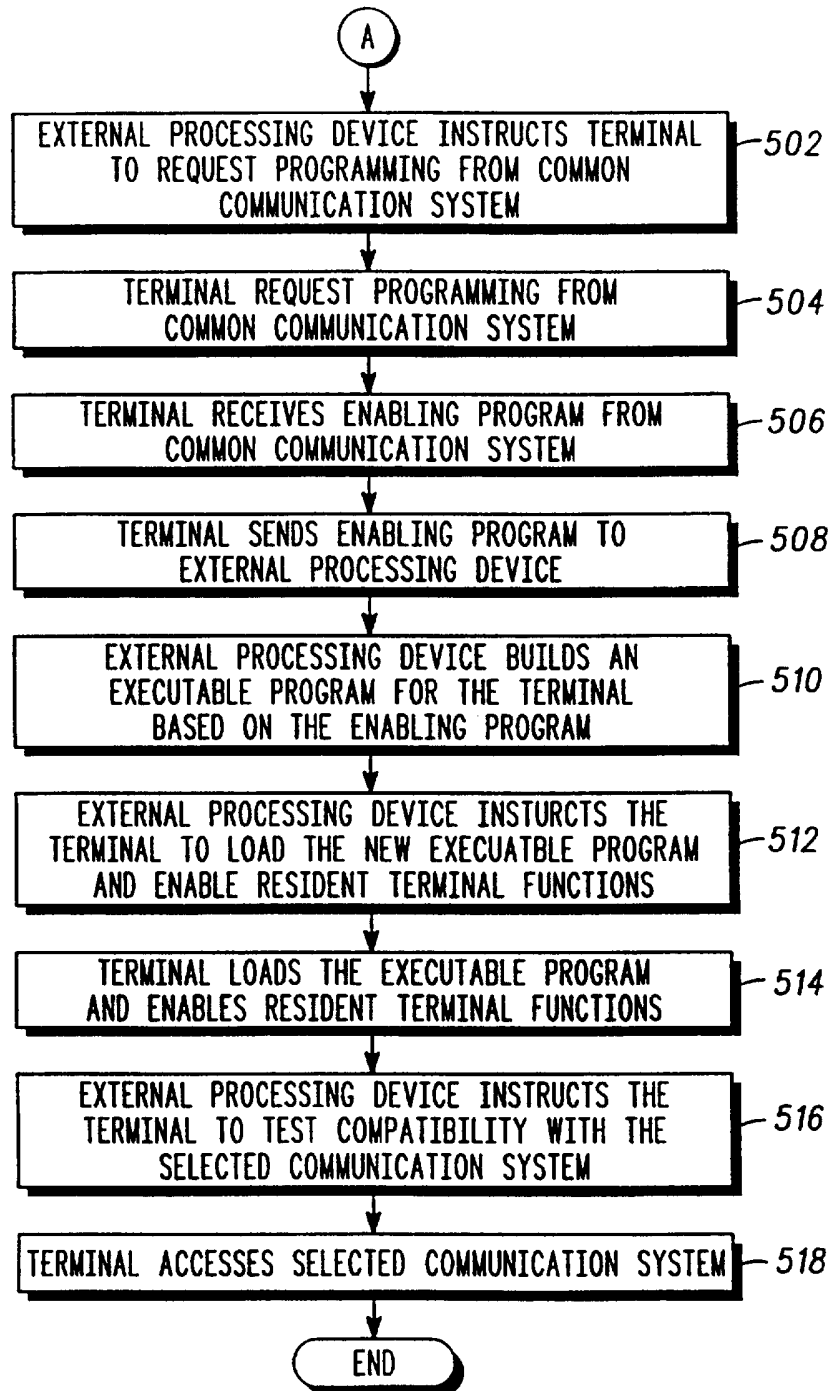 A
EXTERNAL PROCESSING DEVICE INSTRUCTS TERMINAL
TO REQUEST PROGRAMMING FROM COMMON
COMMUNICATION SYSTEM
502
TERMINAL REQUEST PROGRAMMING FROM
COMMON COMMUNICATION SYSTEM
504
TERMINAL RECEIVES ENABLING PROGRAM FROM
COMMON COMMUNICATION SYSTEM
506
TERMINAL SENDS ENABLING PROGRAM TO
EXTERNAL PROCESSING DEVICE
508
EXTERNAL PROCESSING DEVICE BUILDS AN
EXECUTABLE PROGRAM FOR THE TERMINAL
BASED ON THE ENABLING PROGRAM
510
EXTERNAL PROCESSING DEVICE INSTURCTS THE
TERMINAL TO LOAD THE NEW EXECUATBLE PROGRAM
AND ENABLE RESIDENT TERMINAL FUNCTIONS
512
TERMINAL LOADS THE EXECUTABLE PROGRAM
AND ENABLES RESIDENT TERMINAL FUNCTIONS
514
EXTERNAL PROCESSING DEVICE INSTRUCTS THE
TERMINAL TO TEST COMPATIBILITY WITH THE
SELECTED COMMUNICATION SYSTEM
516
TERMINAL ACCESSES SELECTED COMMUNICATION SYSTEM
518
END